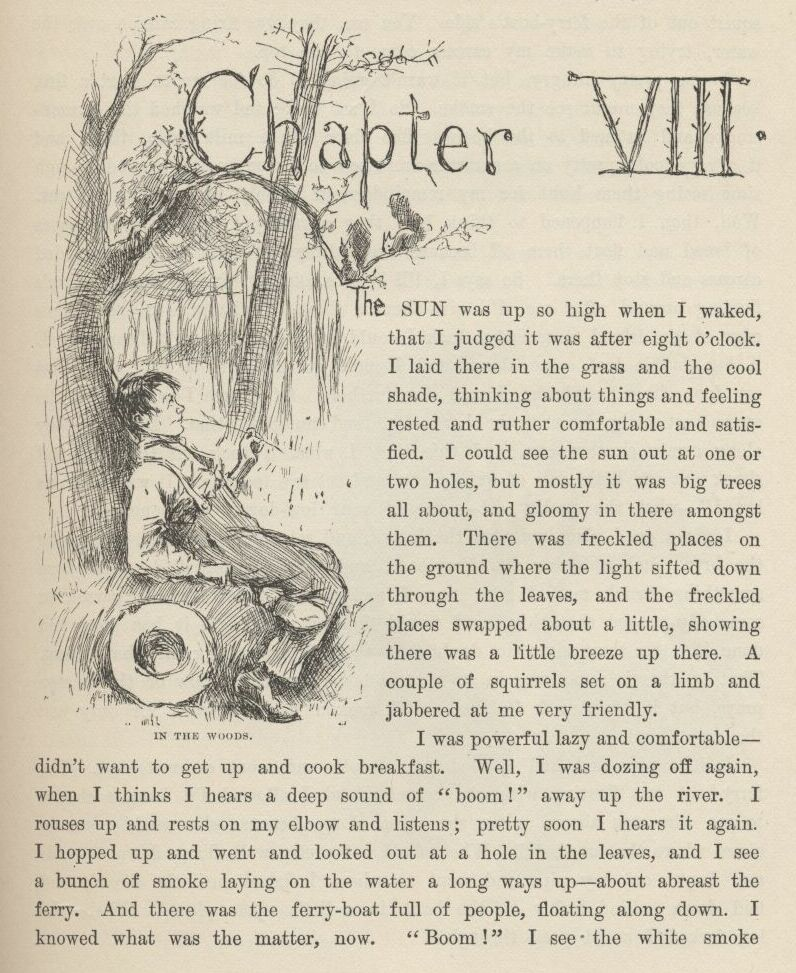 Chapter VIII.
The SUN was up so high when I waked,
that I judged it was after eight o'clock.
I laid there in the grass and the cool
shade, thinking about things and feeling
rested and ruther comfortable and satis-
fied. I could see the sun out at one or
two holes, but mostly it was big trees
all about, and gloomy in there amongst
them. There was freckled places on
the ground where the light sifted down
through the leaves, and the freckled
places swapped about a little, showing
there was a little breeze up there. A
couple of squirrels set on a limb and
jabbered at me very friendly.
Kemble
IN THE WOODS.
I was powerful lazy and comfortable—
didn't want to get up and cook breakfast. Well, I was dozing off again,
when I thinks I hears a deep sound of "boom!" away up the river. I
rouses up and rests on my elbow and listens; pretty soon I hears it again.
I hopped up and went and looked out at a hole in the leaves, and I see
a bunch of smoke laying on the water a long ways up—about abreast the
ferry. And there was the ferry-boat full of people, floating along down. I
knowed what was the matter, now. "Boom!" I see the white smoke